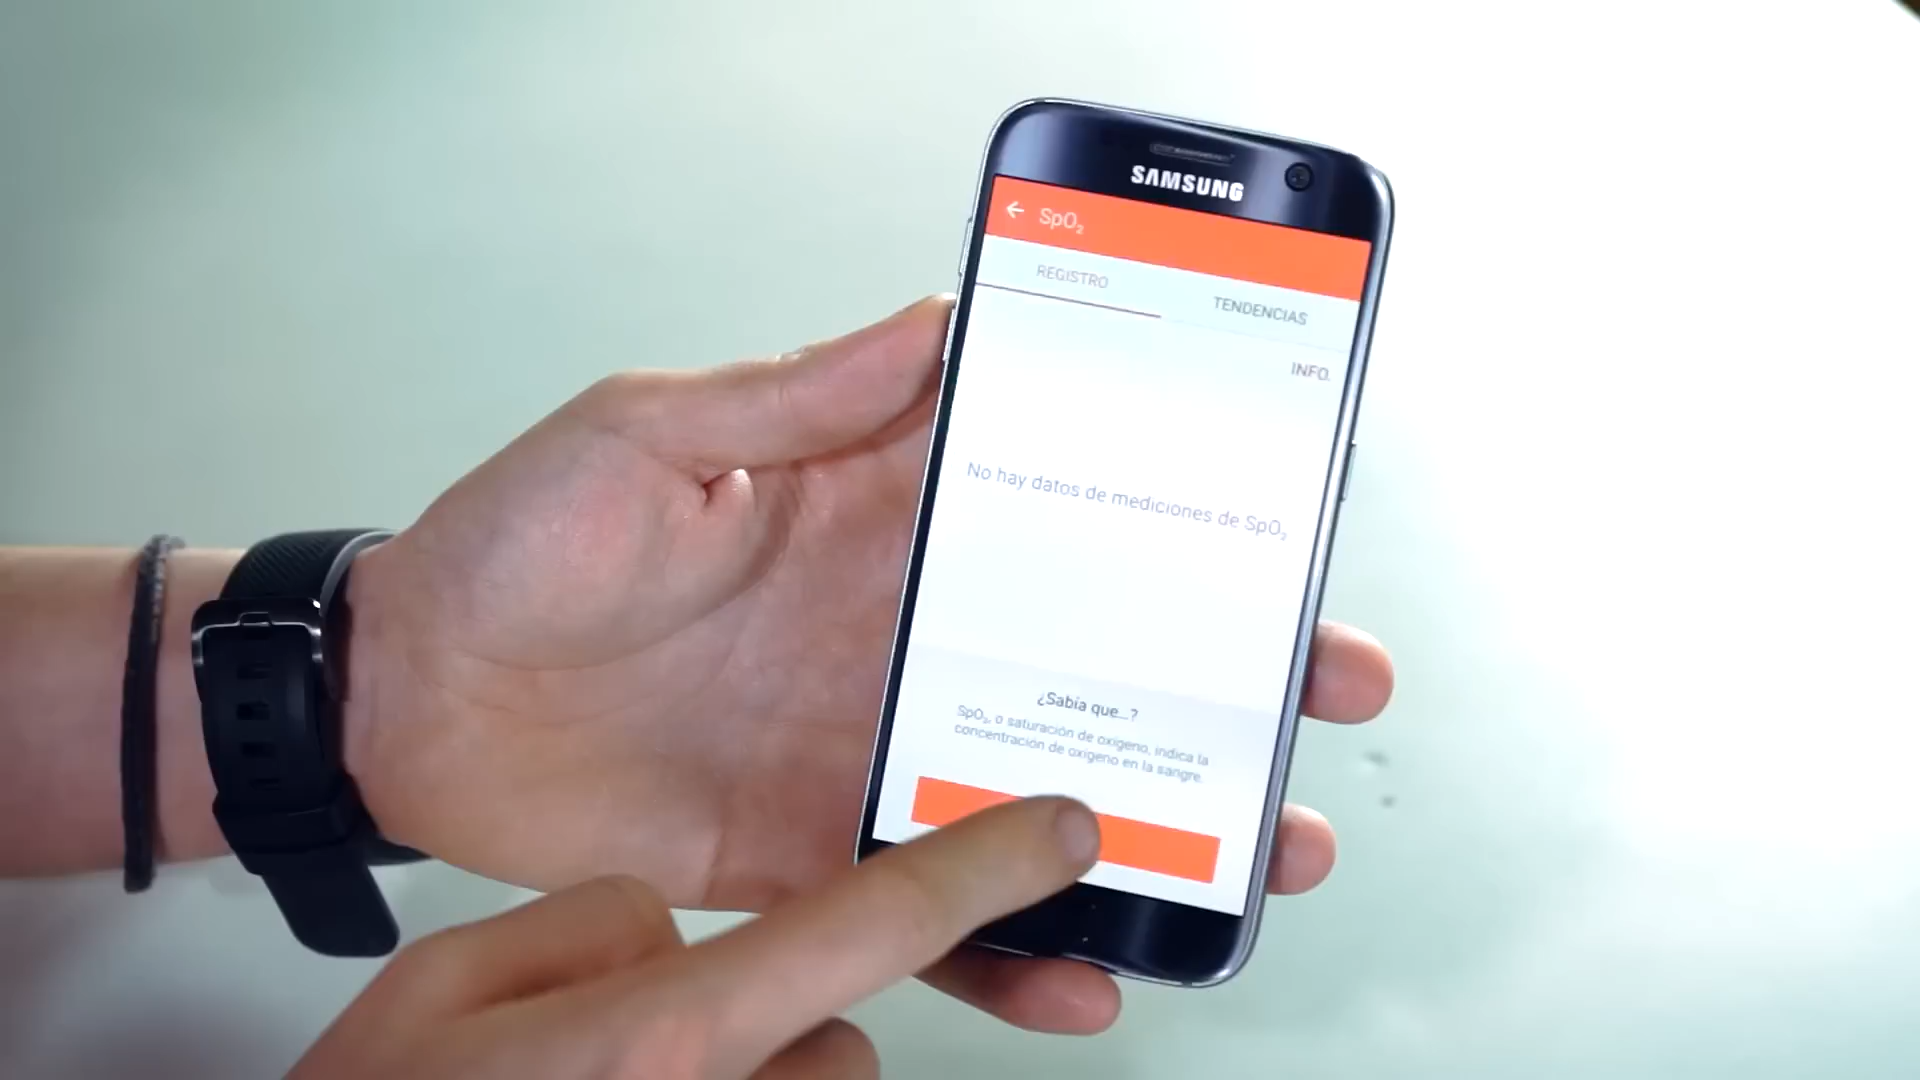 SAMSUNG
SpO₂
REGISTRO
TENDENCIAS
INFO.
No hay datos de mediciones de SpO₂
¿Sabía que...?
SpO₂, o saturación de oxígeno, indica la
concentración de oxígeno en la sangre.